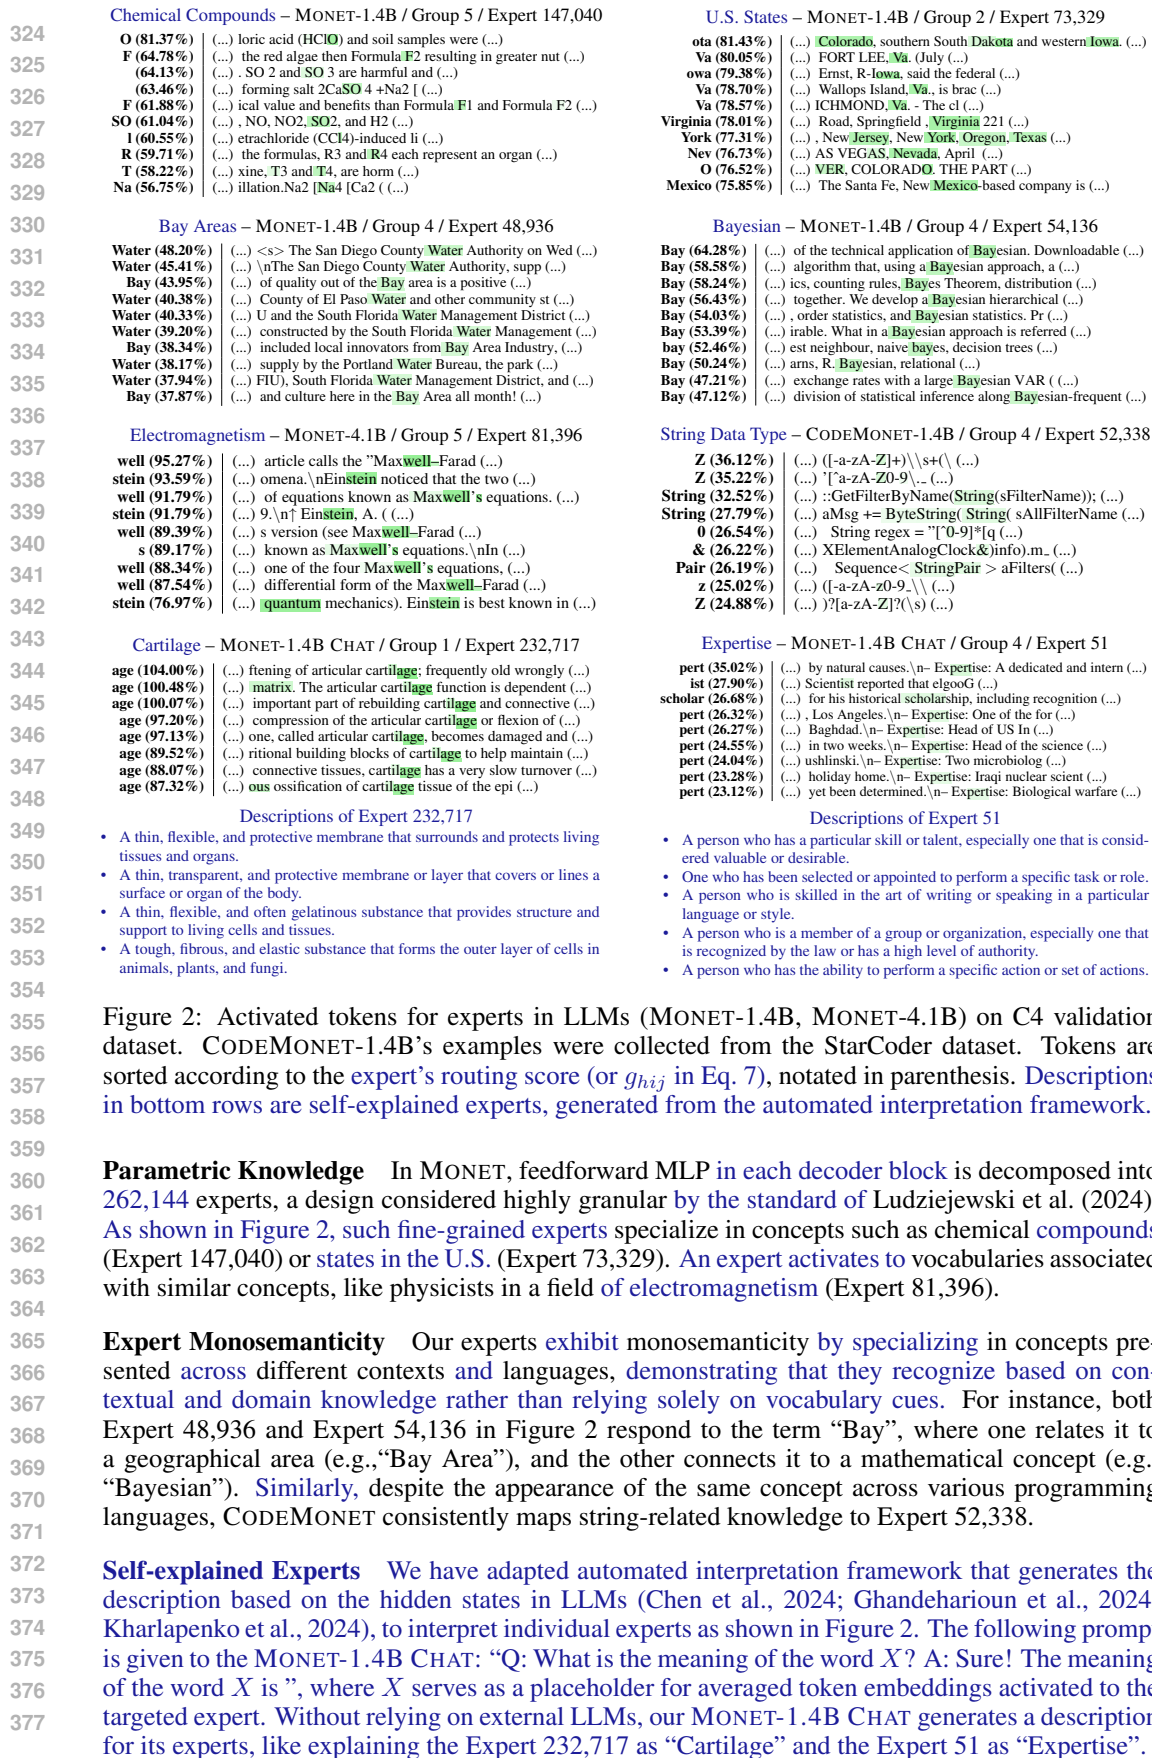 Chemical Compounds – MONET-1.4B / Group 5 / Expert 147,040
O (81.37%) (...) loric acid (HClO) and soil samples were (...)
F (64.78%) (...) the red algae then Formula F2 resulting in greater nut (...)
(64.13%) (...) . SO 2 and SO 3 are harmful and (...)
(63.46%) (...) forming salt 2CaSO 4 +Na2 [ (...)
F (61.88%) (...) ical value and benefits than Formula F1 and Formula F2 (...)
SO (61.04%) (...) , NO, NO2, SO2, and H2 (...)
l (60.55%) (...) etrachloride (CCl4)-induced li (...)
R (59.71%) (...) the formulas, R3 and R4 each represent an organ (...)
T (58.22%) (...) xine, T3 and T4, are horm (...)
Na (56.75%) (...) illation.Na2 [Na4 [Ca2 ( (...)
U.S. States – MONET-1.4B / Group 2 / Expert 73,329
ota (81.43%) (...) Colorado, southern South Dakota and western Iowa. (...)
Va (80.05%) (...) FORT LEE, Va. (July (...)
owa (79.38%) (...) Ernst, R-Iowa, said the federal (...)
Va (78.70%) (...) Wallops Island, Va., is brac (...)
Va (78.57%) (...) ICHMOND, Va. - The cl (...)
Virginia (78.01%) (...) Road, Springfield , Virginia 221 (...)
York (77.31%) (...) , New Jersey, New York, Oregon, Texas (...)
Nev (76.73%) (...) AS VEGAS, Nevada, April (...)
O (76.52%) (...) VER, COLORADO. THE PART (...)
Mexico (75.85%) (...) The Santa Fe, New Mexico-based company is (...)
Bay Areas – MONET-1.4B / Group 4 / Expert 48,936
Water (48.20%) (...) <s> The San Diego County Water Authority on Wed (...)
Water (45.41%) (...) \nThe San Diego County Water Authority, supp (...)
Bay (43.95%) (...) of quality out of the Bay area is a positive (...)
Water (40.38%) (...) County of El Paso Water and other community st (...)
Water (40.33%) (...) U and the South Florida Water Management District (...)
Water (39.20%) (...) constructed by the South Florida Water Management (...)
Bay (38.34%) (...) included local innovators from Bay Area Industry, (...)
Water (38.17%) (...) supply by the Portland Water Bureau, the park (...)
Water (37.94%) (...) FIU), South Florida Water Management District, and (...)
Bay (37.87%) (...) and culture here in the Bay Area all month! (...)
Bayesian – MONET-1.4B / Group 4 / Expert 54,136
Bay (64.28%) (...) of the technical application of Bayesian. Downloadable (...)
Bay (58.58%) (...) algorithm that, using a Bayesian approach, a (...)
Bay (58.24%) (...) ics, counting rules, Bayes Theorem, distribution (...)
Bay (56.43%) (...) together. We develop a Bayesian hierarchical (...)
Bay (54.03%) (...) , order statistics, and Bayesian statistics. Pr (...)
Bay (53.39%) (...) irable. What in a Bayesian approach is referred (...)
bay (52.46%) (...) est neighbour, naive bayes, decision trees (...)
Bay (50.24%) (...) arns, R. Bayesian, relational (...)
Bay (47.21%) (...) exchange rates with a large Bayesian VAR ( (...)
Bay (47.12%) (...) division of statistical inference along Bayesian-frequent (...)
Electromagnetism – MONET-4.1B / Group 5 / Expert 81,396
well (95.27%) (...) article calls the ”Maxwell–Farad (...)
stein (93.59%) (...) omena.\nEinstein noticed that the two (...)
well (91.79%) (...) of equations known as Maxwell’s equations. (...)
stein (91.79%) (...) 9.\n↑ Einstein, A. ( (...)
well (89.39%) (...) s version (see Maxwell–Farad (...)
s (89.17%) (...) known as Maxwell’s equations.\nIn (...)
well (88.34%) (...) one of the four Maxwell’s equations, (...)
well (87.54%) (...) differential form of the Maxwell–Farad (...)
stein (76.97%) (...) quantum mechanics). Einstein is best known in (...)
String Data Type – CODEMONET-1.4B / Group 4 / Expert 52,338
Z (36.12%) (...) ([-a-zA-Z]+)\\s+(\ (...)
Z (35.22%) (...) ’[ˆa-zA-Z0-9\._ (...)
String (32.52%) (...) ::GetFilterByName(String(sFilterName)); (...)
String (27.79%) (...) aMsg += ByteString( String( sAllFilterName (...)
0 (26.54%) (...) String regex = ”[ˆ0-9]*[q (...)
& (26.22%) (...) XElementAnalogClock&)info).m_ (...)
Pair (26.19%) (...) Sequence< StringPair > aFilters( (...)
z (25.02%) (...) ([-a-zA-z0-9_\\ (...)
Z (24.88%) (...) )?[a-zA-Z]?(\s) (...)
Cartilage – MONET-1.4B CHAT / Group 1 / Expert 232,717
age (104.00%) (...) ftening of articular cartilage; frequently old wrongly (...)
age (100.48%) (...) matrix. The articular cartilage function is dependent (...)
age (100.07%) (...) important part of rebuilding cartilage and connective (...)
age (97.20%) (...) compression of the articular cartilage or flexion of (...)
age (97.13%) (...) one, called articular cartilage, becomes damaged and (...)
age (89.52%) (...) ritional building blocks of cartilage to help maintain (...)
age (88.07%) (...) connective tissues, cartilage has a very slow turnover (...)
age (87.32%) (...) ous ossification of cartilage tissue of the epi (...)
Descriptions of Expert 232,717
• A thin, flexible, and protective membrane that surrounds and protects living
tissues and organs.
• A thin, transparent, and protective membrane or layer that covers or lines a
surface or organ of the body.
• A thin, flexible, and often gelatinous substance that provides structure and
support to living cells and tissues.
• A tough, fibrous, and elastic substance that forms the outer layer of cells in
animals, plants, and fungi.
Expertise – MONET-1.4B CHAT / Group 4 / Expert 51
pert (35.02%) (...) by natural causes.\n– Expertise: A dedicated and intern (...)
ist (27.90%) (...) Scientist reported that elgooG (...)
scholar (26.68%) (...) for his historical scholarship, including recognition (...)
pert (26.32%) (...) , Los Angeles.\n– Expertise: One of the for (...)
pert (26.27%) (...) Baghdad.\n– Expertise: Head of US In (...)
pert (24.55%) (...) in two weeks.\n– Expertise: Head of the science (...)
pert (24.04%) (...) ushlinski.\n– Expertise: Two microbiolog (...)
pert (23.28%) (...) holiday home.\n– Expertise: Iraqi nuclear scient (...)
pert (23.12%) (...) yet been determined.\n– Expertise: Biological warfare (...)
Descriptions of Expert 51
• A person who has a particular skill or talent, especially one that is consid-
ered valuable or desirable.
• One who has been selected or appointed to perform a specific task or role.
• A person who is skilled in the art of writing or speaking in a particular
language or style.
• A person who is a member of a group or organization, especially one that
is recognized by the law or has a high level of authority.
• A person who has the ability to perform a specific action or set of actions.
Figure 2: Activated tokens for experts in LLMs (MONET-1.4B, MONET-4.1B) on C4 validation
dataset. CODEMONET-1.4B’s examples were collected from the StarCoder dataset. Tokens are
sorted according to the expert’s routing score (or g_hij in Eq. 7), notated in parenthesis. Descriptions
in bottom rows are self-explained experts, generated from the automated interpretation framework.
Parametric Knowledge In MONET, feedforward MLP in each decoder block is decomposed into
262,144 experts, a design considered highly granular by the standard of Ludziejewski et al. (2024)
As shown in Figure 2, such fine-grained experts specialize in concepts such as chemical compounds
(Expert 147,040) or states in the U.S. (Expert 73,329). An expert activates to vocabularies associated
with similar concepts, like physicists in a field of electromagnetism (Expert 81,396).
Expert Monosemanticity Our experts exhibit monosemanticity by specializing in concepts pre-
sented across different contexts and languages, demonstrating that they recognize based on con-
textual and domain knowledge rather than relying solely on vocabulary cues. For instance, both
Expert 48,936 and Expert 54,136 in Figure 2 respond to the term “Bay”, where one relates it to
a geographical area (e.g.,“Bay Area”), and the other connects it to a mathematical concept (e.g.
“Bayesian”). Similarly, despite the appearance of the same concept across various programming
languages, CODEMONET consistently maps string-related knowledge to Expert 52,338.
Self-explained Experts We have adapted automated interpretation framework that generates the
description based on the hidden states in LLMs (Chen et al., 2024; Ghandeharioun et al., 2024
Kharlapenko et al., 2024), to interpret individual experts as shown in Figure 2. The following promp
is given to the MONET-1.4B CHAT: “Q: What is the meaning of the word X? A: Sure! The meaning
of the word X is ”, where X serves as a placeholder for averaged token embeddings activated to the
targeted expert. Without relying on external LLMs, our MONET-1.4B CHAT generates a description
for its experts, like explaining the Expert 232,717 as “Cartilage” and the Expert 51 as “Expertise”.
324
325
326
327
328
329
330
331
332
333
334
335
336
337
338
339
340
341
342
343
344
345
346
347
348
349
350
351
352
353
354
355
356
357
358
359
360
361
362
363
364
365
366
367
368
369
370
371
372
373
374
375
376
377